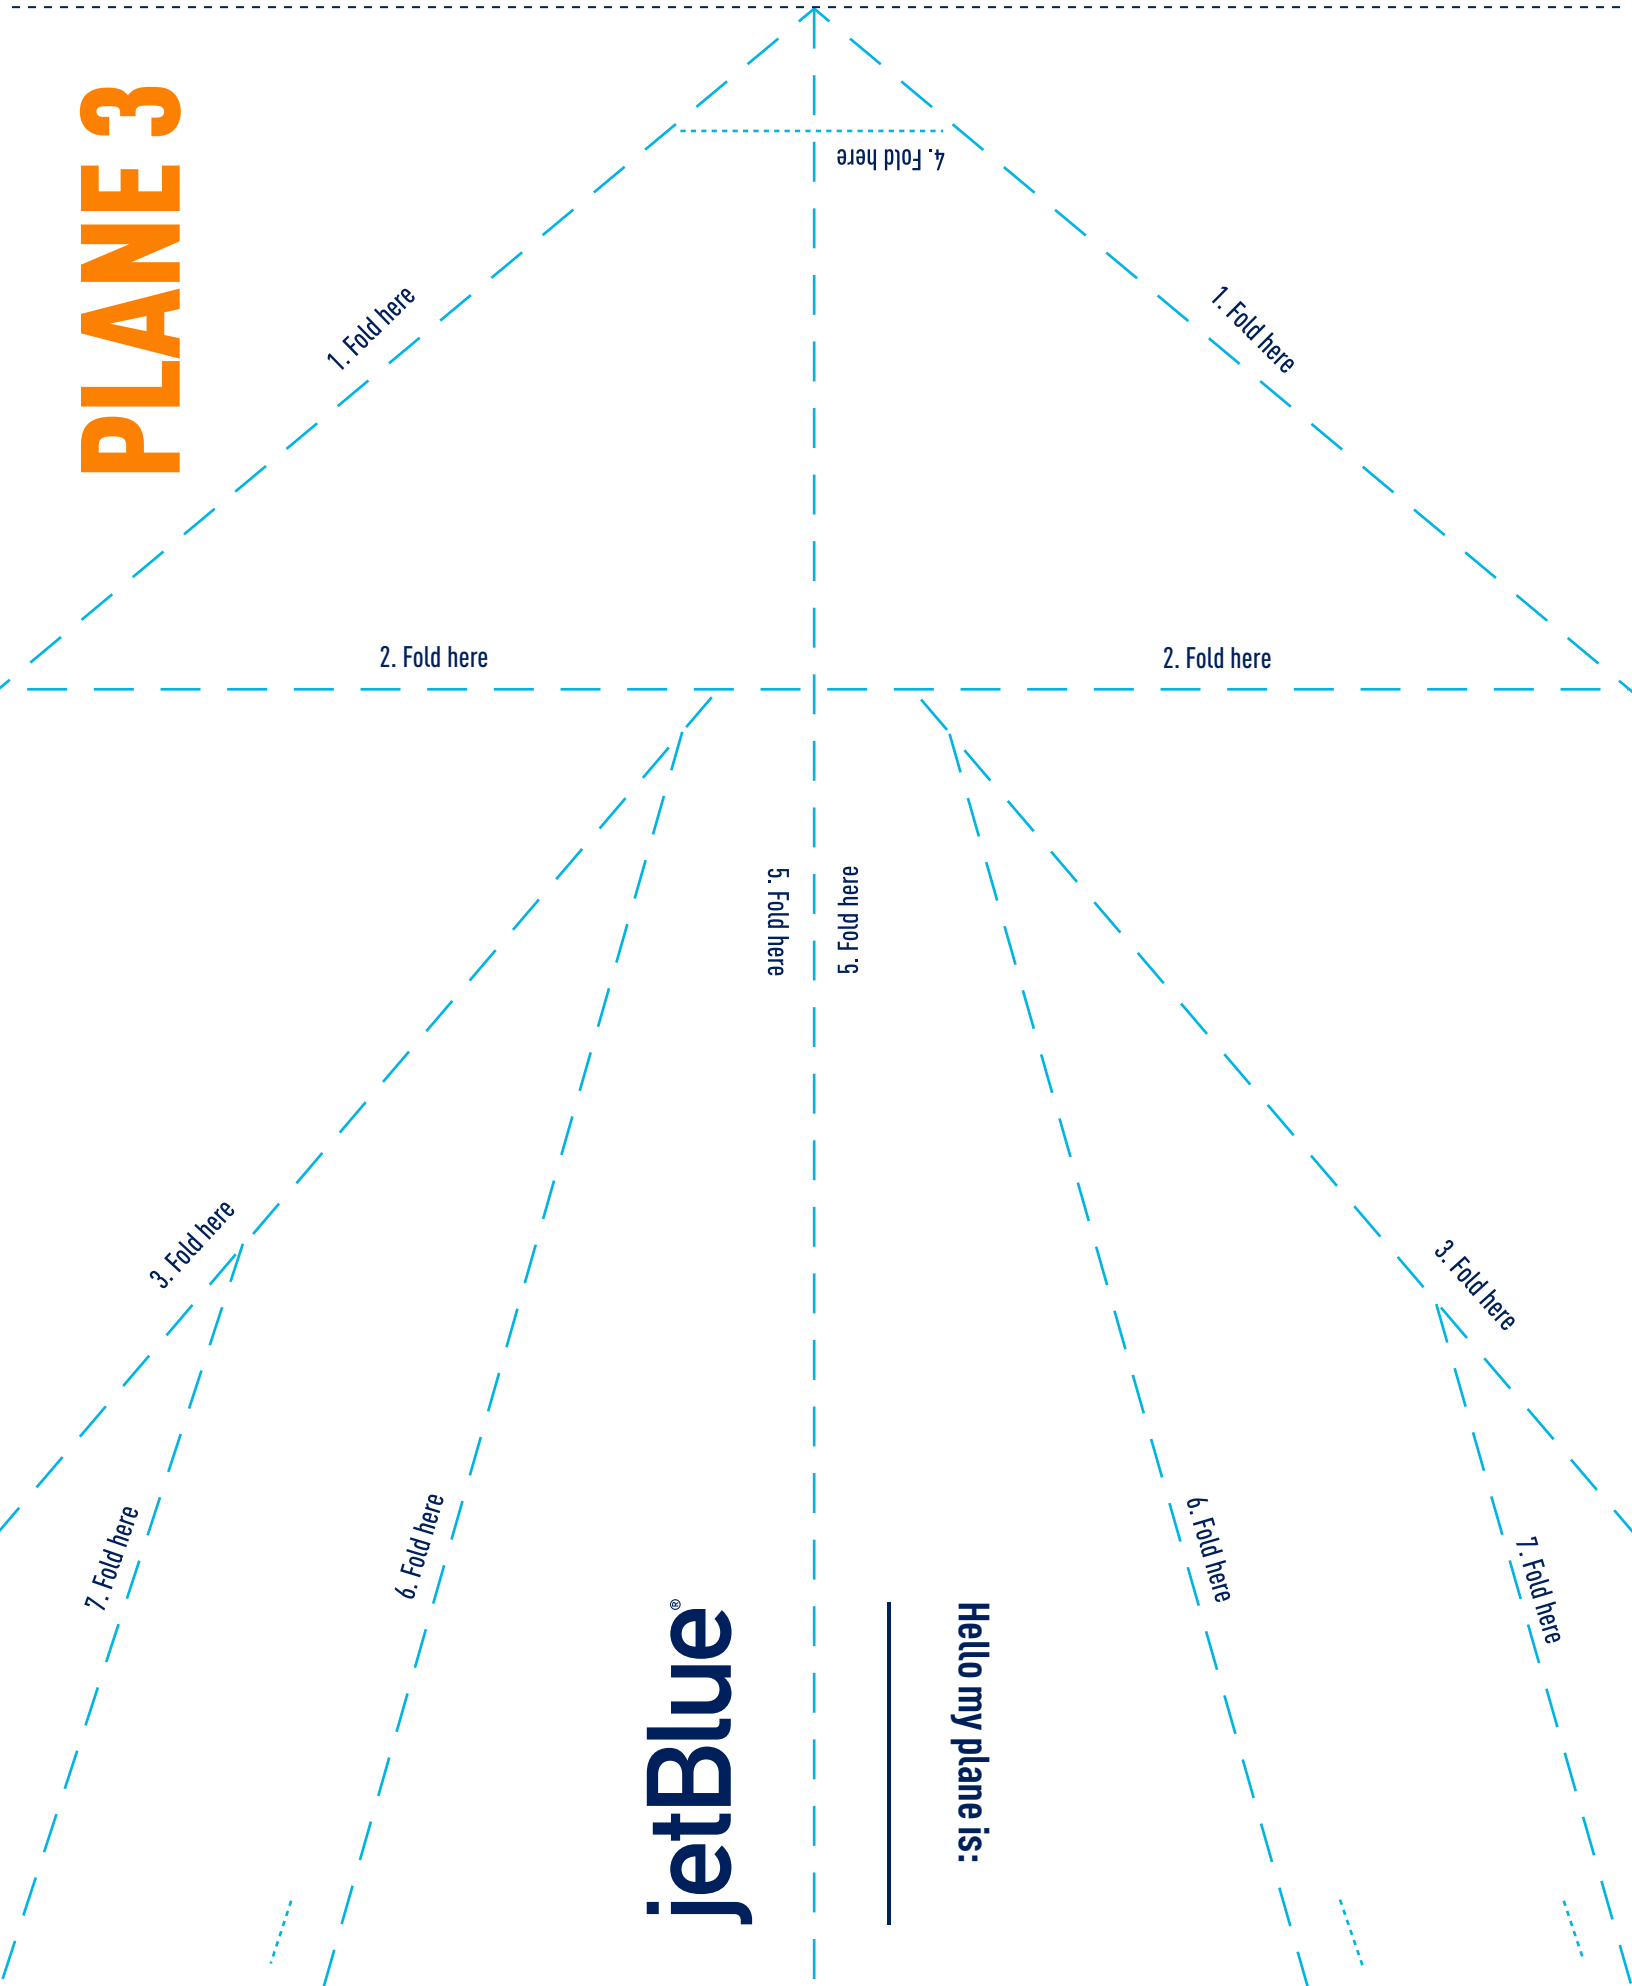 PLANE 3
4. Fold here
1. Fold here
1. Fold here
2. Fold here
2. Fold here
5. Fold here
5. Fold here
3. Fold here
3. Fold here
7. Fold here
6. Fold here
6. Fold here
7. Fold here
jetBlue®
Hello my plane is: